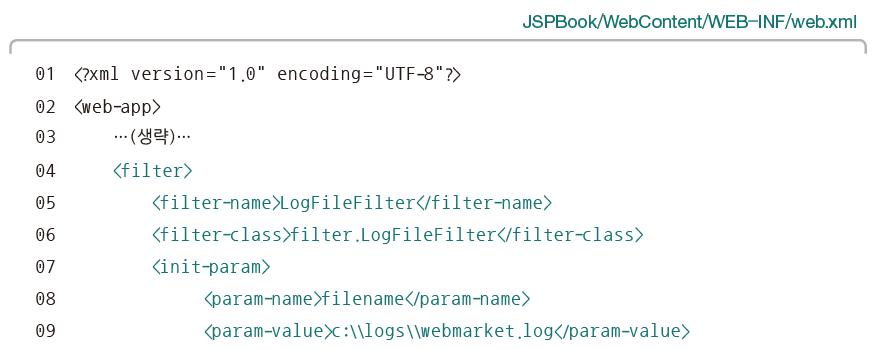 JSPBook/WebContent/WEB-INF/web.xml
01 <?xml version="1.0" encoding="UTF-8"?>
02 <web-app>
03 …(생략)…
04 <filter>
05 <filter-name>LogFileFilter</filter-name>
06 <filter-class>filter.LogFileFilter</filter-class>
07 <init-param>
08 <param-name>filename</param-name>
09 <param-value>c:\\logs\\webmarket.log</param-value>